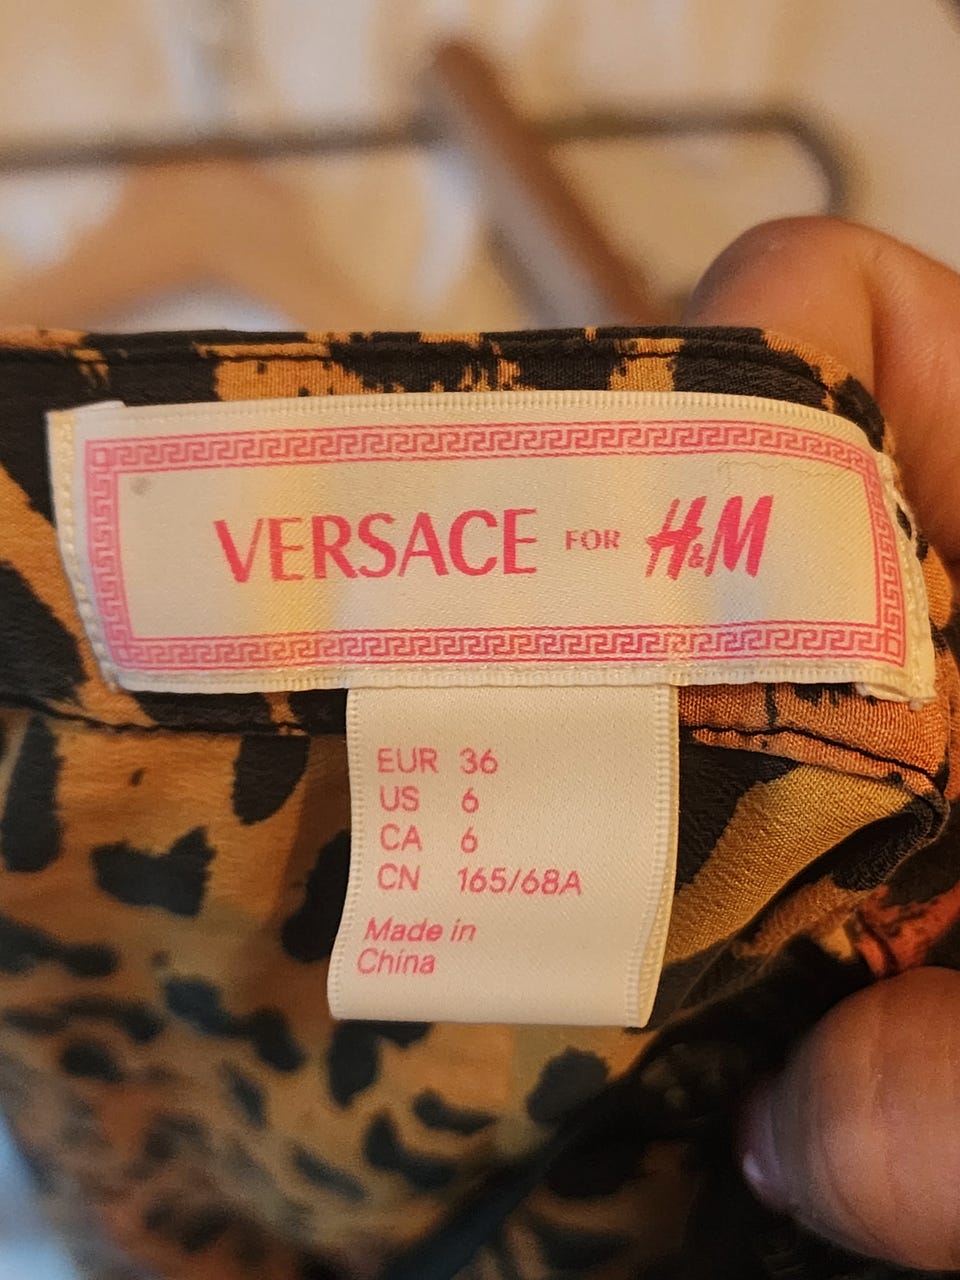 VERSACE FOR H&M
EUR 36
US 6
CA 6
CN 165/68A
Made in
China